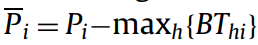 P̅ᵢ = Pᵢ−maxₕ{BTₕᵢ}